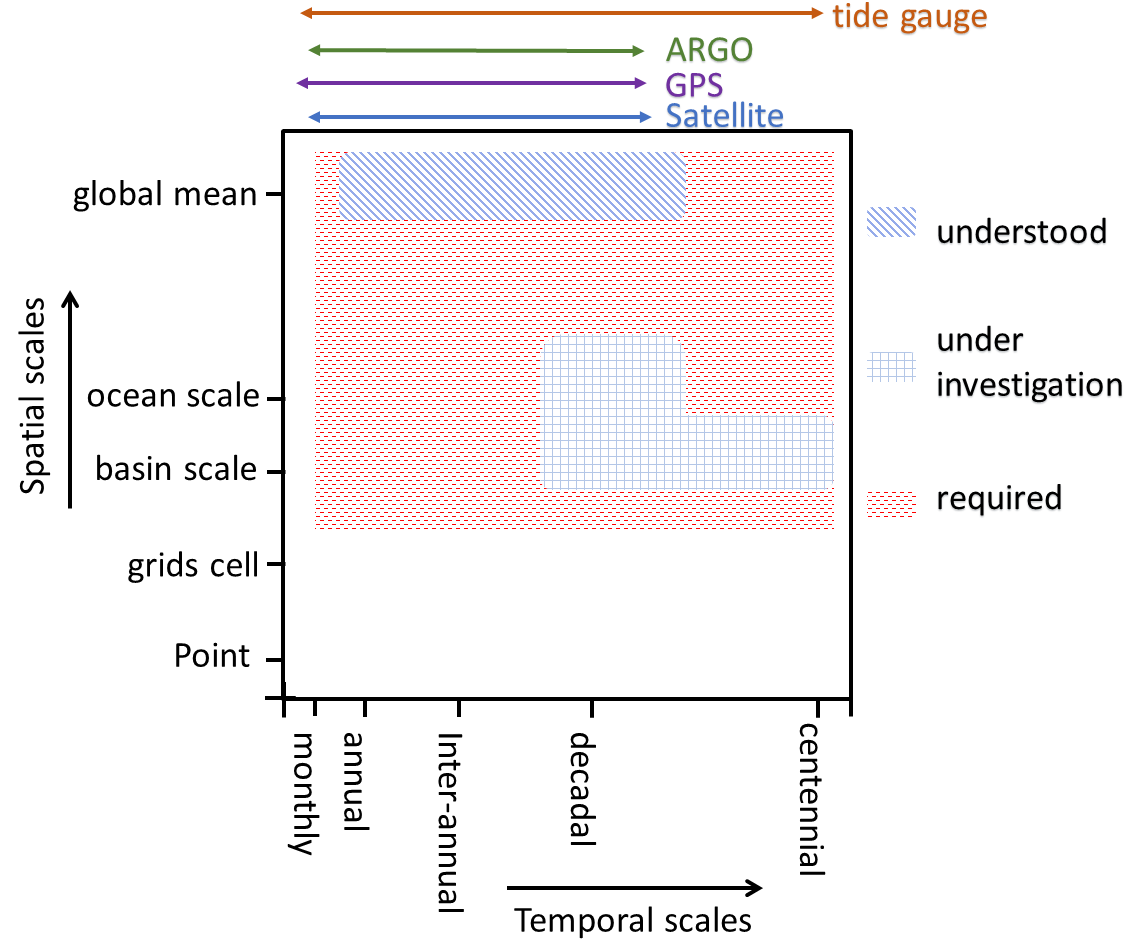 tide gauge
ARGO
GPS
Satellite
global mean
understood
Spatial scales
under
investigation
ocean scale
basin scale
required
grids cell
Point
monthly
annual
Inter-annual
decadal
centennial
Temporal scales